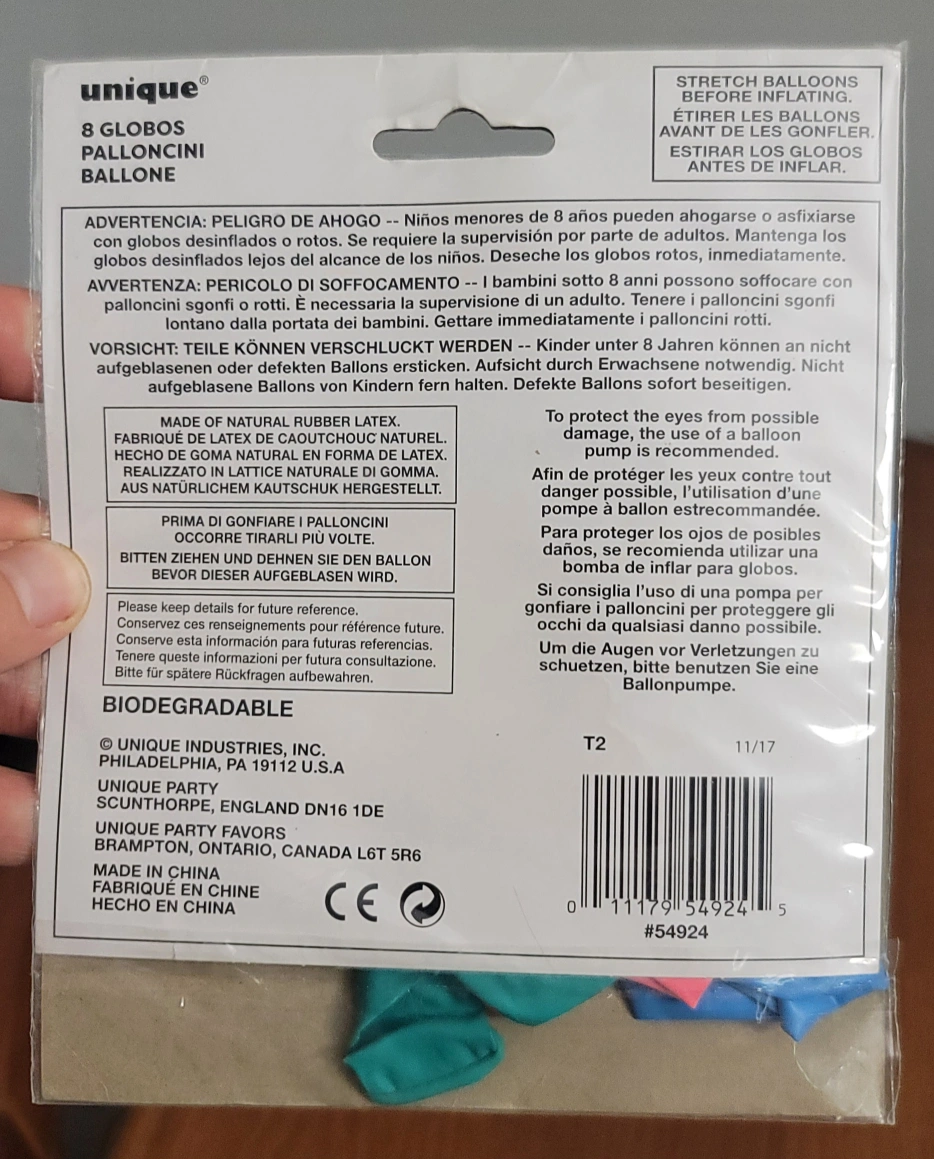 unique®
8 GLOBOS
PALLONCINI
BALLONE
STRETCH BALLOONS
BEFORE INFLATING.
ÉTIRER LES BALLONS
AVANT DE LES GONFLER.
ESTIRAR LOS GLOBOS
ANTES DE INFLAR.
ADVERTENCIA: PELIGRO DE AHOGO -- Niños menores de 8 años pueden ahogarse o asfixiarse
con globos desinflados o rotos. Se requiere la supervisión por parte de adultos. Mantenga los
globos desinflados lejos del alcance de los niños. Deseche los globos rotos, inmediatamente.
AVVERTENZA: PERICOLO DI SOFFOCAMENTO -- I bambini sotto 8 anni possono soffocare con
palloncini sgonfi o rotti. È necessaria la supervisione di un adulto. Tenere i palloncini sgonfi
lontano dalla portata dei bambini. Gettare immediatamente i palloncini rotti.
VORSICHT: TEILE KÖNNEN VERSCHLUCKT WERDEN -- Kinder unter 8 Jahren können an nicht
aufgeblasenen oder defekten Ballons ersticken. Aufsicht durch Erwachsene notwendig. Nicht
aufgeblasene Ballons von Kindern fern halten. Defekte Ballons sofort beseitigen.
MADE OF NATURAL RUBBER LATEX.
FABRIQUÉ DE LATEX DE CAOUTCHOUC NATUREL.
HECHO DE GOMA NATURAL EN FORMA DE LATEX.
REALIZZATO IN LATTICE NATURALE DI GOMMA.
AUS NATÜRLICHEM KAUTSCHUK HERGESTELLT.
PRIMA DI GONFIARE I PALLONCINI
OCCORRE TIRARLI PIÙ VOLTE.
BITTEN ZIEHEN UND DEHNEN SIE DEN BALLON
BEVOR DIESER AUFGEBLASEN WIRD.
Please keep details for future reference.
Conservez ces renseignements pour référence future.
Conserve esta información para futuras referencias.
Tenere queste informazioni per futura consultazione.
Bitte für spätere Rückfragen aufbewahren.
To protect the eyes from possible
damage, the use of a balloon
pump is recommended.
Afin de protéger les yeux contre tout
danger possible, l'utilisation d'une
pompe à ballon estrecommandée.
Para proteger los ojos de posibles
daños, se recomienda utilizar una
bomba de inflar para globos.
Si consiglia l'uso di una pompa per
gonfiare i palloncini per proteggere gli
occhi da qualsiasi danno possibile.
Um die Augen vor Verletzungen zu
schuetzen, bitte benutzen Sie eine
Ballonpumpe.
BIODEGRADABLE
© UNIQUE INDUSTRIES, INC.
PHILADELPHIA, PA 19112 U.S.A
UNIQUE PARTY
SCUNTHORPE, ENGLAND DN16 1DE
UNIQUE PARTY FAVORS
BRAMPTON, ONTARIO, CANADA L6T 5R6
MADE IN CHINA
FABRIQUÉ EN CHINE
HECHO EN CHINA
CE
T2 11/17
0 11179 54924 5
#54924